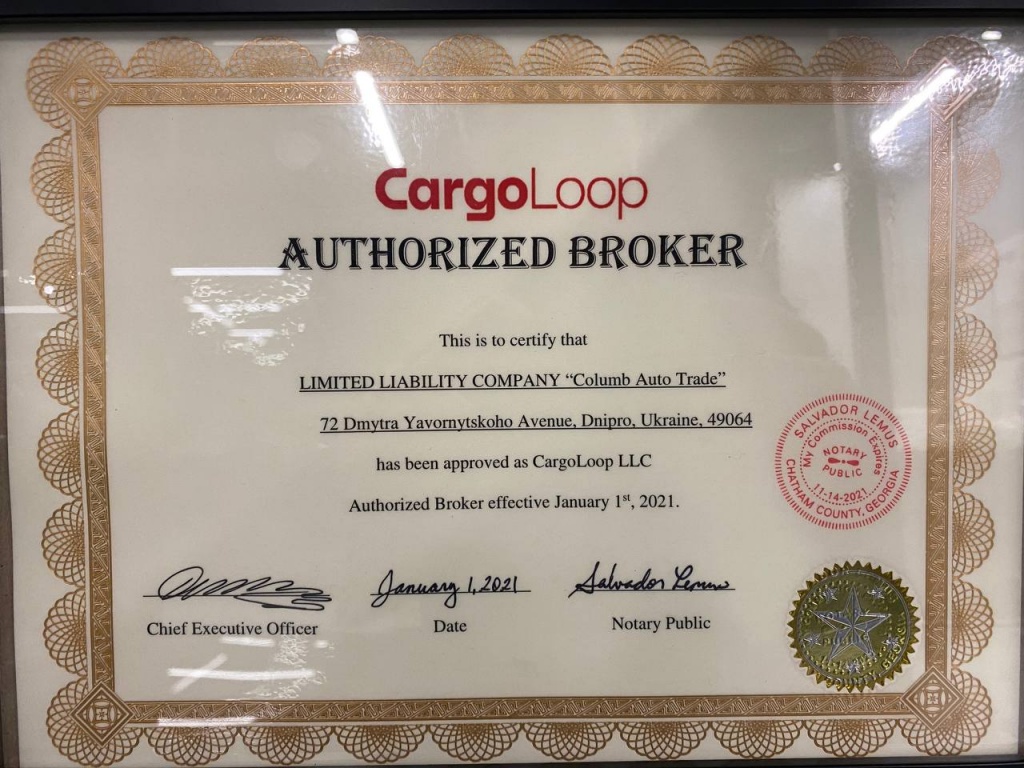 CargoLoop
AUTHORIZED BROKER
This is to certify that
LIMITED LIABILITY COMPANY “Columb Auto Trade”
72 Dmytra Yavornytskoho Avenue, Dnipro, Ukraine, 49064
has been approved as CargoLoop LLC
Authorized Broker effective January 1st, 2021.
SALVADOR LEMUS
My Commission Expires
NOTARY
PUBLIC
11-14-2021
CHATHAM COUNTY, GEORGIA
January 1, 2021
Salvador Lemus
Chief Executive Officer
Date
Notary Public